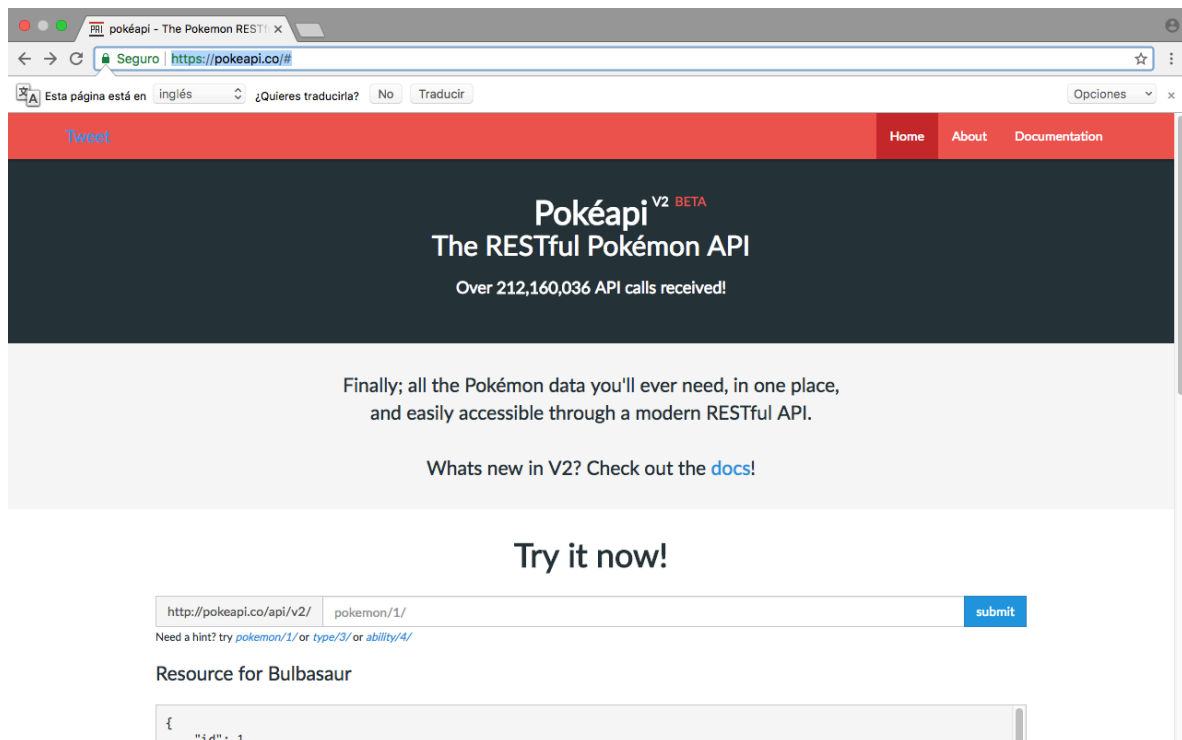 pokéapi - The Pokemon REST
Seguro | https://pokeapi.co/#
Esta página está en inglés ¿Quieres traducirla? No Traducir Opciones
Tweet Home About Documentation
Pokéapi V2 BETA
The RESTful Pokémon API
Over 212,160,036 API calls received!
Finally; all the Pokémon data you'll ever need, in one place,
and easily accessible through a modern RESTful API.
Whats new in V2? Check out the docs!
Try it now!
http://pokeapi.co/api/v2/ pokemon/1/ submit
Need a hint? try pokemon/1/ or type/3/ or ability/4/
Resource for Bulbasaur
{
"id": 1